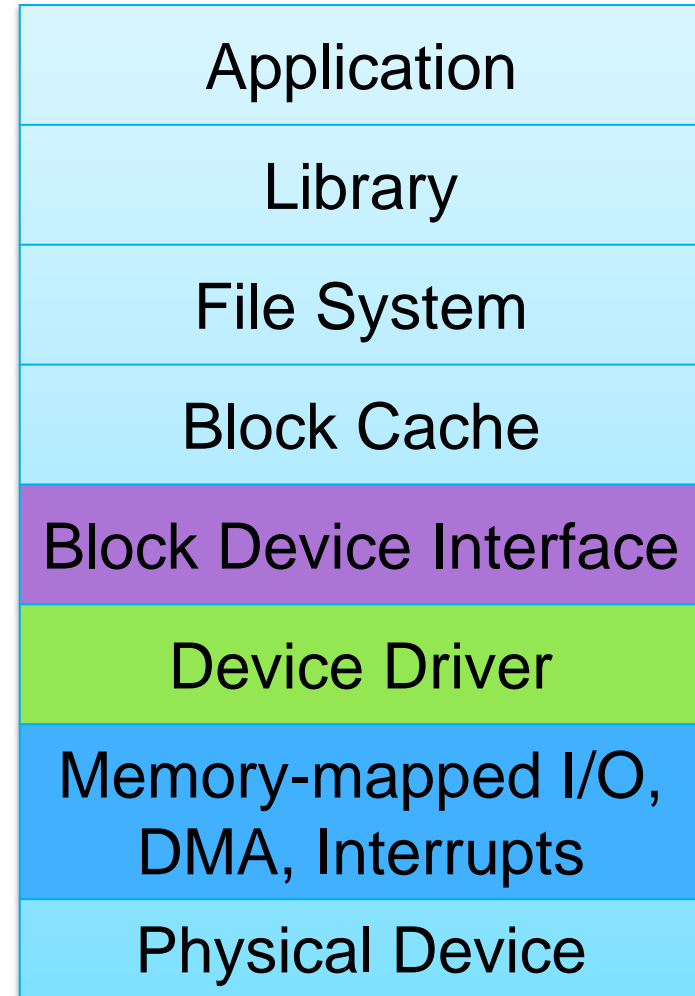 Application
Library
File System
Block Cache
Block Device Interface
Device Driver
Memory-mapped I/O,
DMA, Interrupts
Physical Device